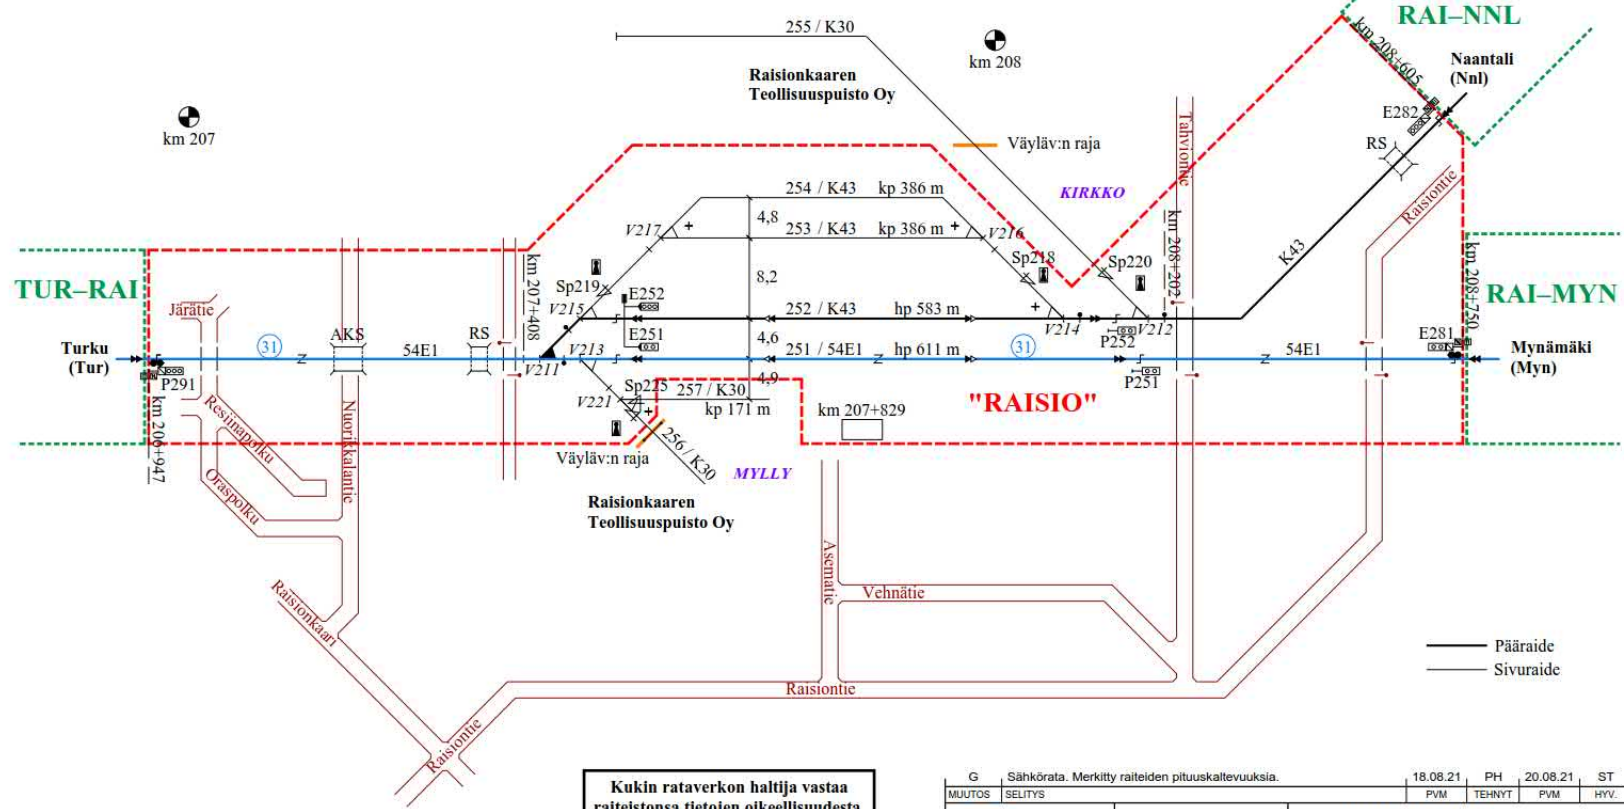 RAI–NNL
255 / K30
km 208+605
km 208
Naantali
(Nnl)
Raisionkaaren
Teollisuuspuisto Oy
E282
km 207
Tahviontie
RS
Väyläv:n raja
254 / K43
kp 386 m
KIRKKO
Raisiontie
4,8
V217
253 / K43
kp 386 m
V216
km 208+202
K43
km 208+750
Sp218
Sp220
TUR–RAI
km 207+408
Sp219
8,2
E252
RAI–MYN
Järätie
V215
252 / K43
hp 583 m
V214
V212
31
AKS
RS
E251
4,6
31
P252
E281
Turku
(Tur)
54E1
V213
251 / 54E1
hp 611 m
54E1
Mynämäki
(Myn)
V211
P291
4,9
P251
Sp225
257 / K30
km 206+947
Resiinapolku
Nuorikkalantie
V221
kp 171 m
km 207+829
"RAISIO"
Väyläv:n raja
256 / K30
MYLLY
Oraspolku
Raisionkaaren
Teollisuuspuisto Oy
Asematie
Raisionkaari
Vehnätie
Pääraide
Sivuraide
Raisiontie
Raisiontie
Kukin rataverkon haltija vastaa
raiteistonsa tietojen oikeellisuudesta
G Sähkörata. Merkitty raiteiden pituuskaltevuuksia. 18.08.21 PH 20.08.21 ST
MUUTOS SELITYS PVM TEHNYT PVM HYV.